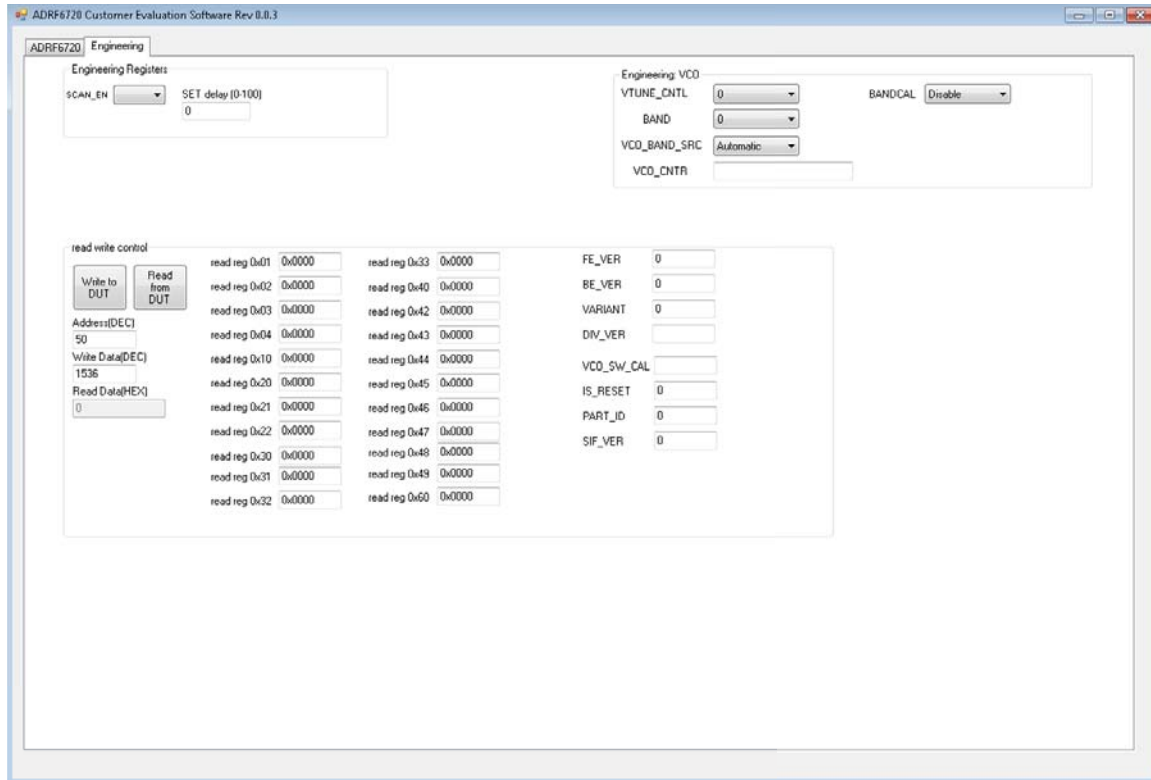 ADRF6720 Customer Evaluation Software Rev 0.0.3
ADRF6720 Engineering
Engineering Registers
SCAN_EN SET delay (0-100)
0
Engineering: VCO
VTUNE_CNTL 0 BANDCAL Disable
BAND 0
VCO_BAND_SRC Automatic
VCO_CNTR
read write control
Write to DUT
Read from DUT
Address(DEC)
50
Write Data(DEC)
1536
Read Data(HEX)
0
read reg 0x01 0x0000
read reg 0x02 0x0000
read reg 0x03 0x0000
read reg 0x04 0x0000
read reg 0x10 0x0000
read reg 0x20 0x0000
read reg 0x21 0x0000
read reg 0x22 0x0000
read reg 0x30 0x0000
read reg 0x31 0x0000
read reg 0x32 0x0000
read reg 0x33 0x0000
read reg 0x40 0x0000
read reg 0x42 0x0000
read reg 0x43 0x0000
read reg 0x44 0x0000
read reg 0x45 0x0000
read reg 0x46 0x0000
read reg 0x47 0x0000
read reg 0x48 0x0000
read reg 0x49 0x0000
read reg 0x60 0x0000
FE_VER 0
BE_VER 0
VARIANT 0
DIV_VER
VCO_SW_CAL
IS_RESET 0
PART_ID 0
SIF_VER 0